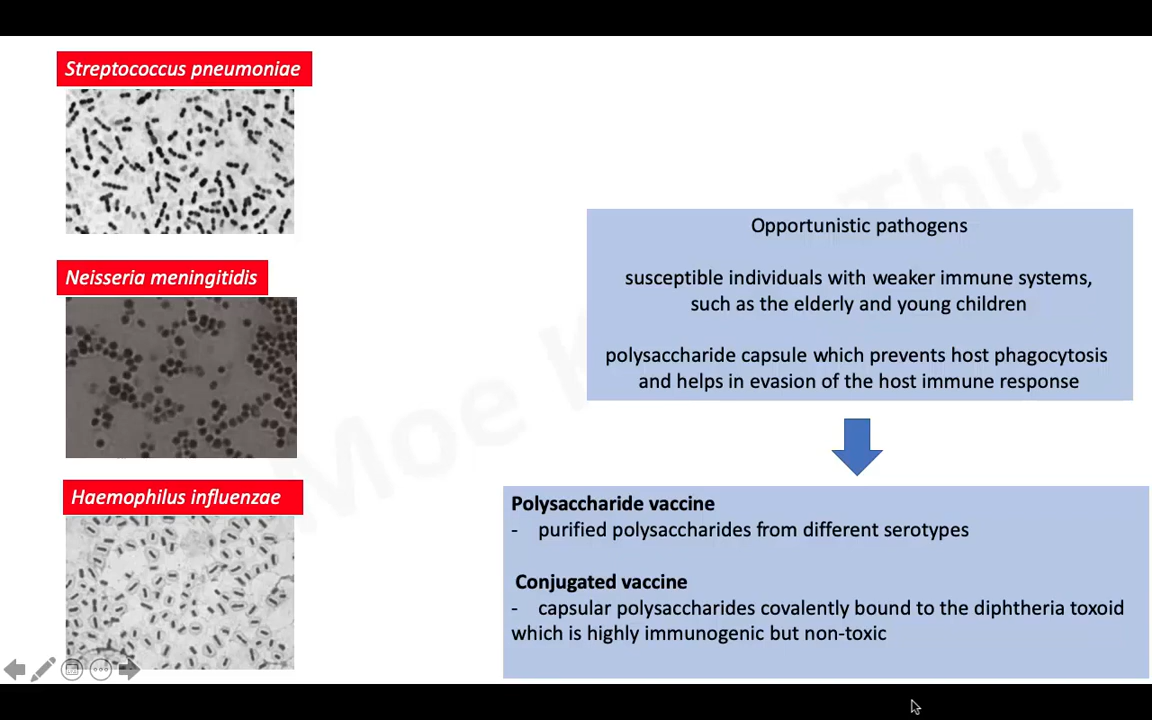 Streptococcus pneumoniae
Neisseria meningitidis
Haemophilus influenzae
Opportunistic pathogens
susceptible individuals with weaker immune systems,
such as the elderly and young children
polysaccharide capsule which prevents host phagocytosis
and helps in evasion of the host immune response
Polysaccharide vaccine
- purified polysaccharides from different serotypes
Conjugated vaccine
- capsular polysaccharides covalently bound to the diphtheria toxoid
which is highly immunogenic but non-toxic
Moe
Thu